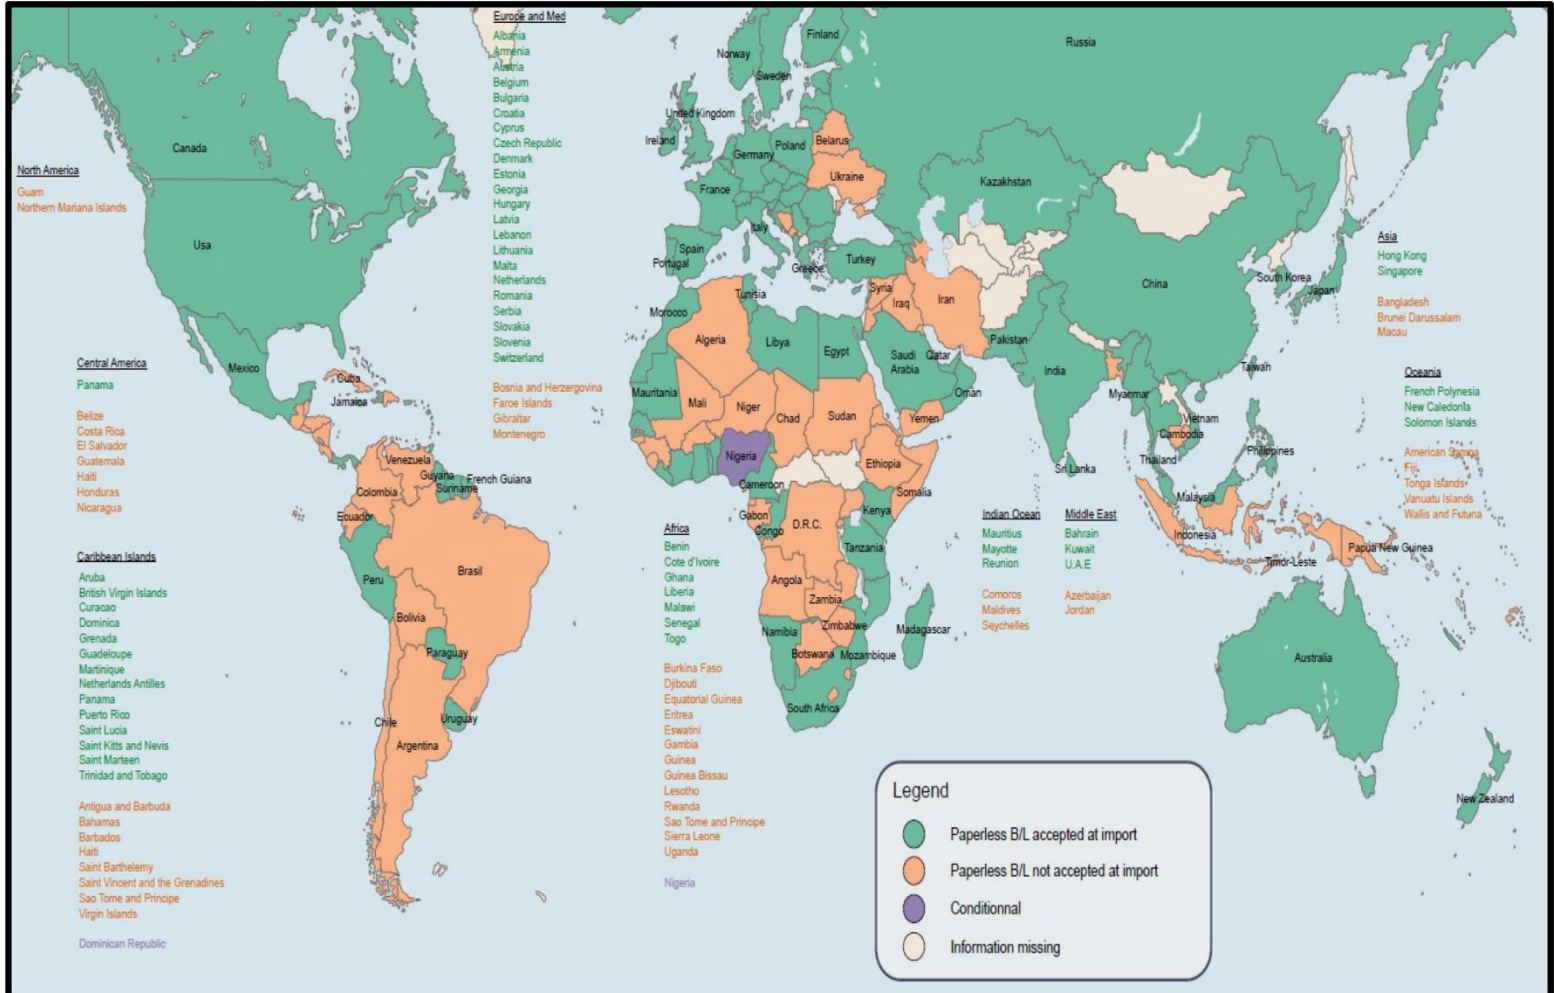 Europe and Med
Albania
Armenia
Austria
Belgium
Bulgaria
Croatia
Cyprus
Czech Republic
Denmark
Estonia
Georgia
Hungary
Latvia
Lebanon
Lithuania
Malta
Netherlands
Romania
Serbia
Slovakia
Slovenia
Switzerland
Bosnia and Herzergovina
Faroe Islands
Gibraltar
Montenegro
North America
Guam
Northern Mariana Islands
Central America
Panama
Belize
Costa Rica
El Salvador
Guatemala
Haiti
Honduras
Nicaragua
Caribbean Islands
Aruba
British Virgin Islands
Curacao
Dominica
Grenada
Guadeloupe
Martinique
Netherlands Antilles
Panama
Puerto Rico
Saint Lucia
Saint Kitts and Nevis
Saint Marteen
Trinidad and Tobago
Antigua and Barbuda
Bahamas
Barbados
Haiti
Saint Barthelemy
Saint Vincent and the Grenadines
Sao Tome and Principe
Virgin Islands
Dominican Republic
Canada
Usa
Mexico
Cuba
Jamaica
Venezuela
Guyana
Suriname
French Guiana
Colombia
Ecuador
Peru
Brasil
Bolivia
Paraguay
Chile
Uruguay
Argentina
Finland
Norway
Sweden
Russia
United Kingdom
Ireland
Poland
Belarus
Germany
Ukraine
France
Kazakhstan
Italy
Spain
Portugal
Greece
Turkey
Tunisia
Morocco
Syria
Iraq
Iran
Algeria
Libya
Egypt
Saudi
Arabia
Qatar
Pakistan
Oman
Yemen
Mauritania
Mali
Niger
Chad
Sudan
Nigeria
Ethiopia
Cameroon
Somalia
Gabon
Congo
D.R.C.
Kenya
Tanzania
Angola
Zambia
Zimbabwe
Namibia
Botswana
Mozambique
Madagascar
South Africa
China
South Korea
Japan
India
Taiwan
Myanmar
Vietnam
Cambodia
Thailand
Philippines
Sri Lanka
Malaysia
Indonesia
Timor-Leste
Papua New Guinea
Australia
New Zealand
Africa
Benin
Cote d'Ivoire
Ghana
Liberia
Malawi
Senegal
Togo
Burkina Faso
Djibouti
Equatorial Guinea
Eritrea
Eswatini
Gambia
Guinea
Guinea Bissau
Lesotho
Rwanda
Sao Tome and Principe
Sierra Leone
Uganda
Nigeria
Indian Ocean
Mauritius
Mayotte
Reunion
Comoros
Maldives
Seychelles
Middle East
Bahrain
Kuwait
U.A.E
Azerbaijan
Jordan
Asia
Hong Kong
Singapore
Bangladesh
Brunei Darussalam
Macau
Oceania
French Polynesia
New Caledonia
Solomon Islands
American Samoa
Fiji
Tonga Islands
Vanuatu Islands
Wallis and Futuna
Legend
Paperless B/L accepted at import
Paperless B/L not accepted at import
Conditionnal
Information missing